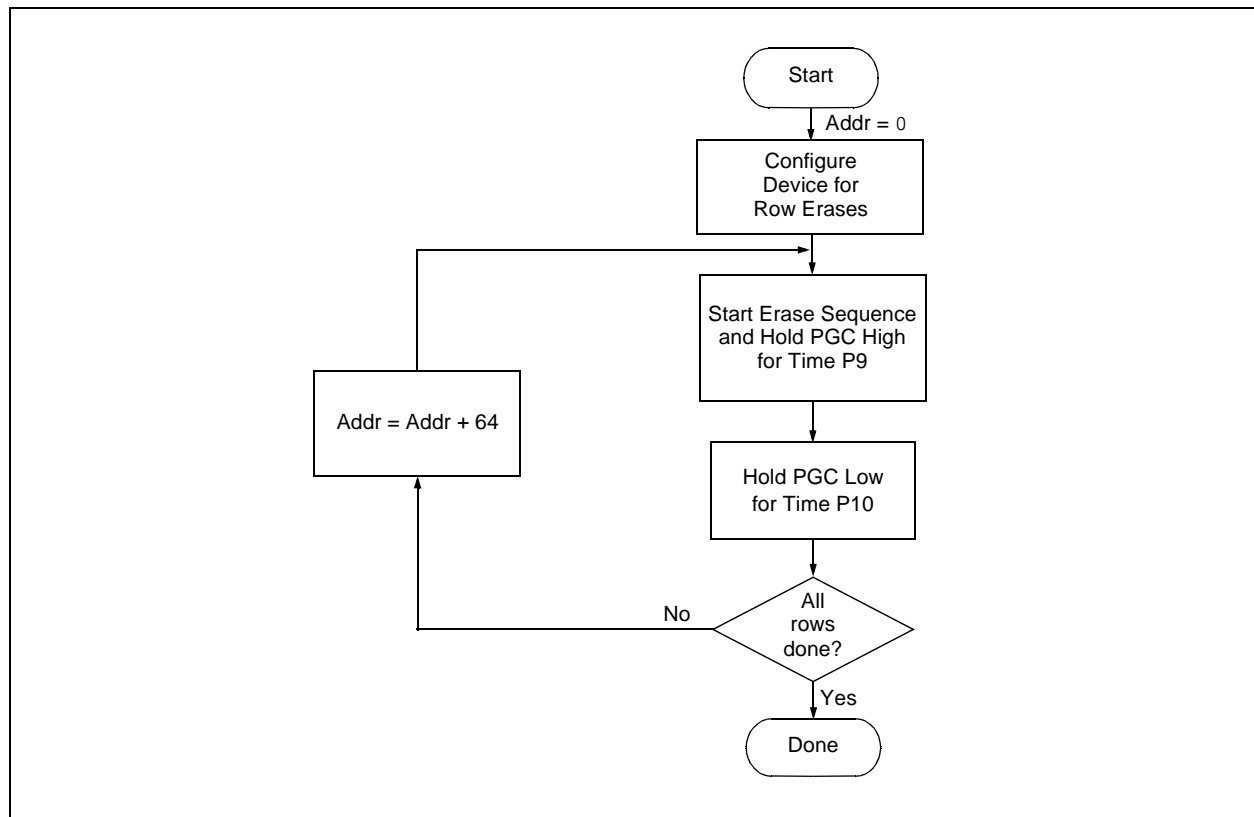 Start
Addr = 0
Configure
Device for
Row Erases
Start Erase Sequence
and Hold PGC High
for Time P9
Addr = Addr + 64
Hold PGC Low
for Time P10
All
rows
done?
No
Yes
Done